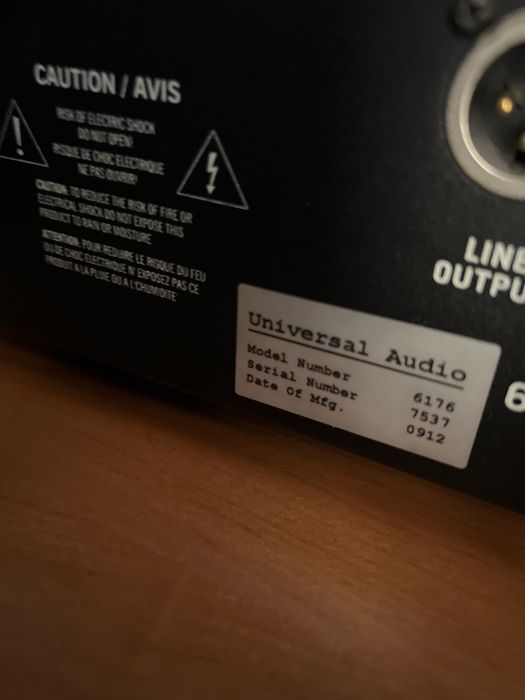 CAUTION / AVIS
RISK OF ELECTRIC SHOCK
DO NOT OPEN!
RISQUE DE CHOC ELECTRIQUE
NE PAS OUVRIR!
CAUTION: TO REDUCE THE RISK OF FIRE OR
ELECTRICAL SHOCK DO NOT EXPOSE THIS
PRODUCT TO RAIN OR MOISTURE
ATTENTION: POUR REDUIRE LE RISQUE DU FEU
OU DE CHOC ELECTRIQUE N' EXPOSEZ PAS CE
PRODUIT A LA PLUIE OU A L'CHUMIDITE
LINE
OUTPU
Universal Audio
Model Number 6176
Serial Number 7537
Date Of Mfg. 0912
6